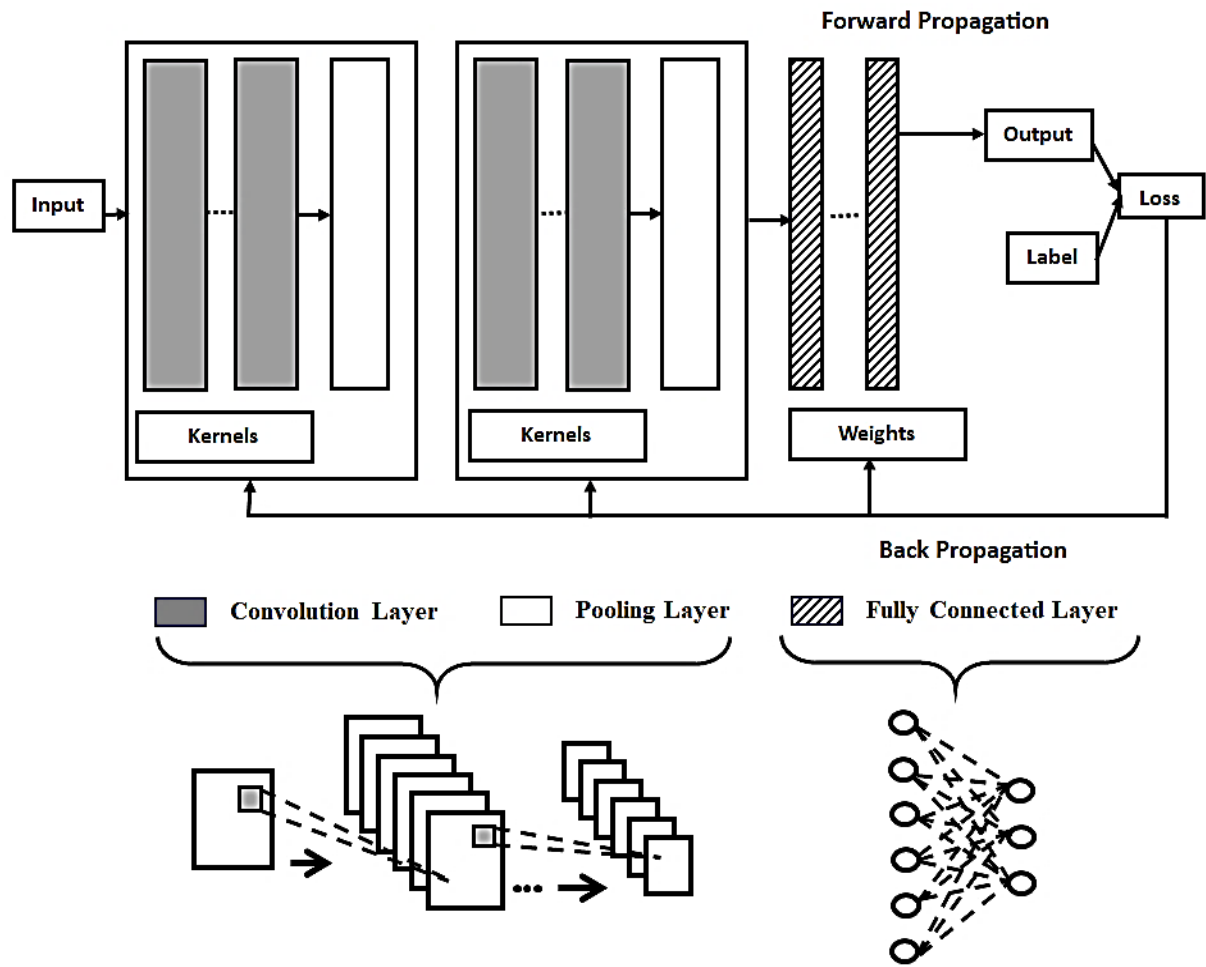 Forward Propagation
Input
Output
Loss
Label
Kernels
Kernels
Weights
Back Propagation
Convolution Layer
Pooling Layer
Fully Connected Layer